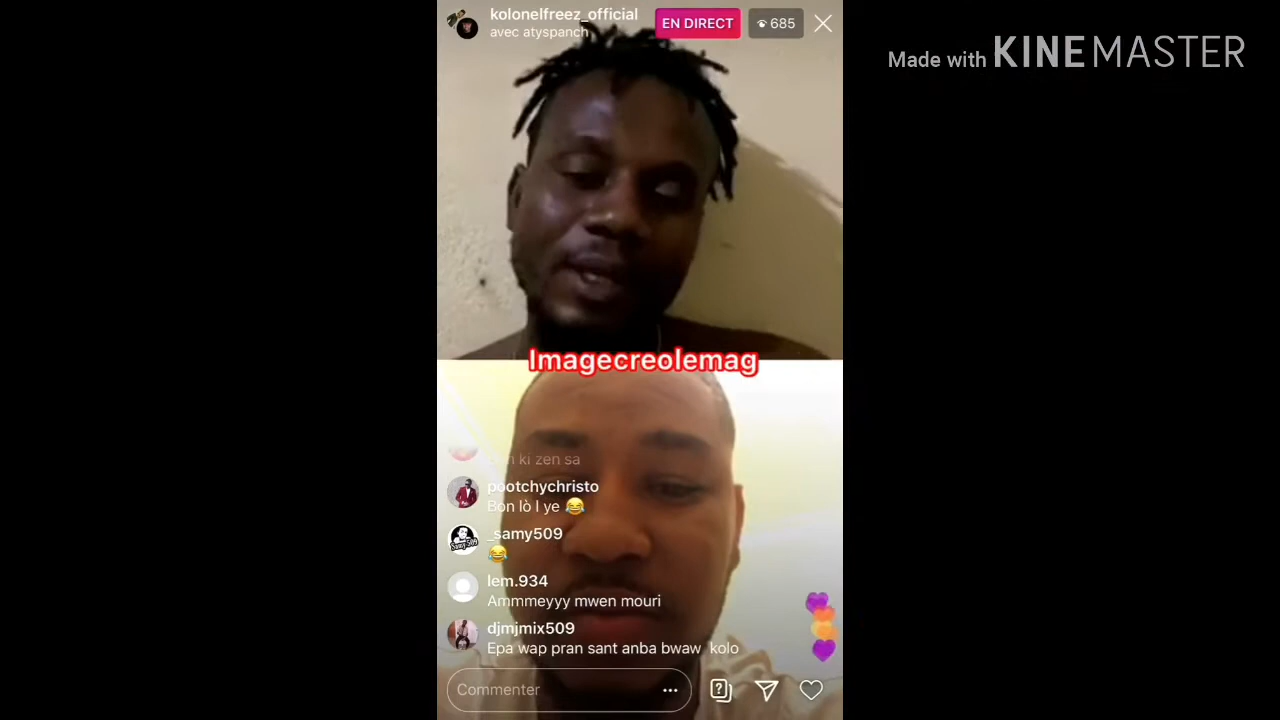 kolonelfreez_official
avec atyspanch
EN DIRECT
685
Made with KINEMASTER
Imagecreolemag
ki zen sa
pootchychristo
Bon lò l ye 😂
_samy509
😂
lem.934
Ammmeyyy mwen mouri
djmjmix509
Epa wap pran sant anba bwaw kolo
Commenter